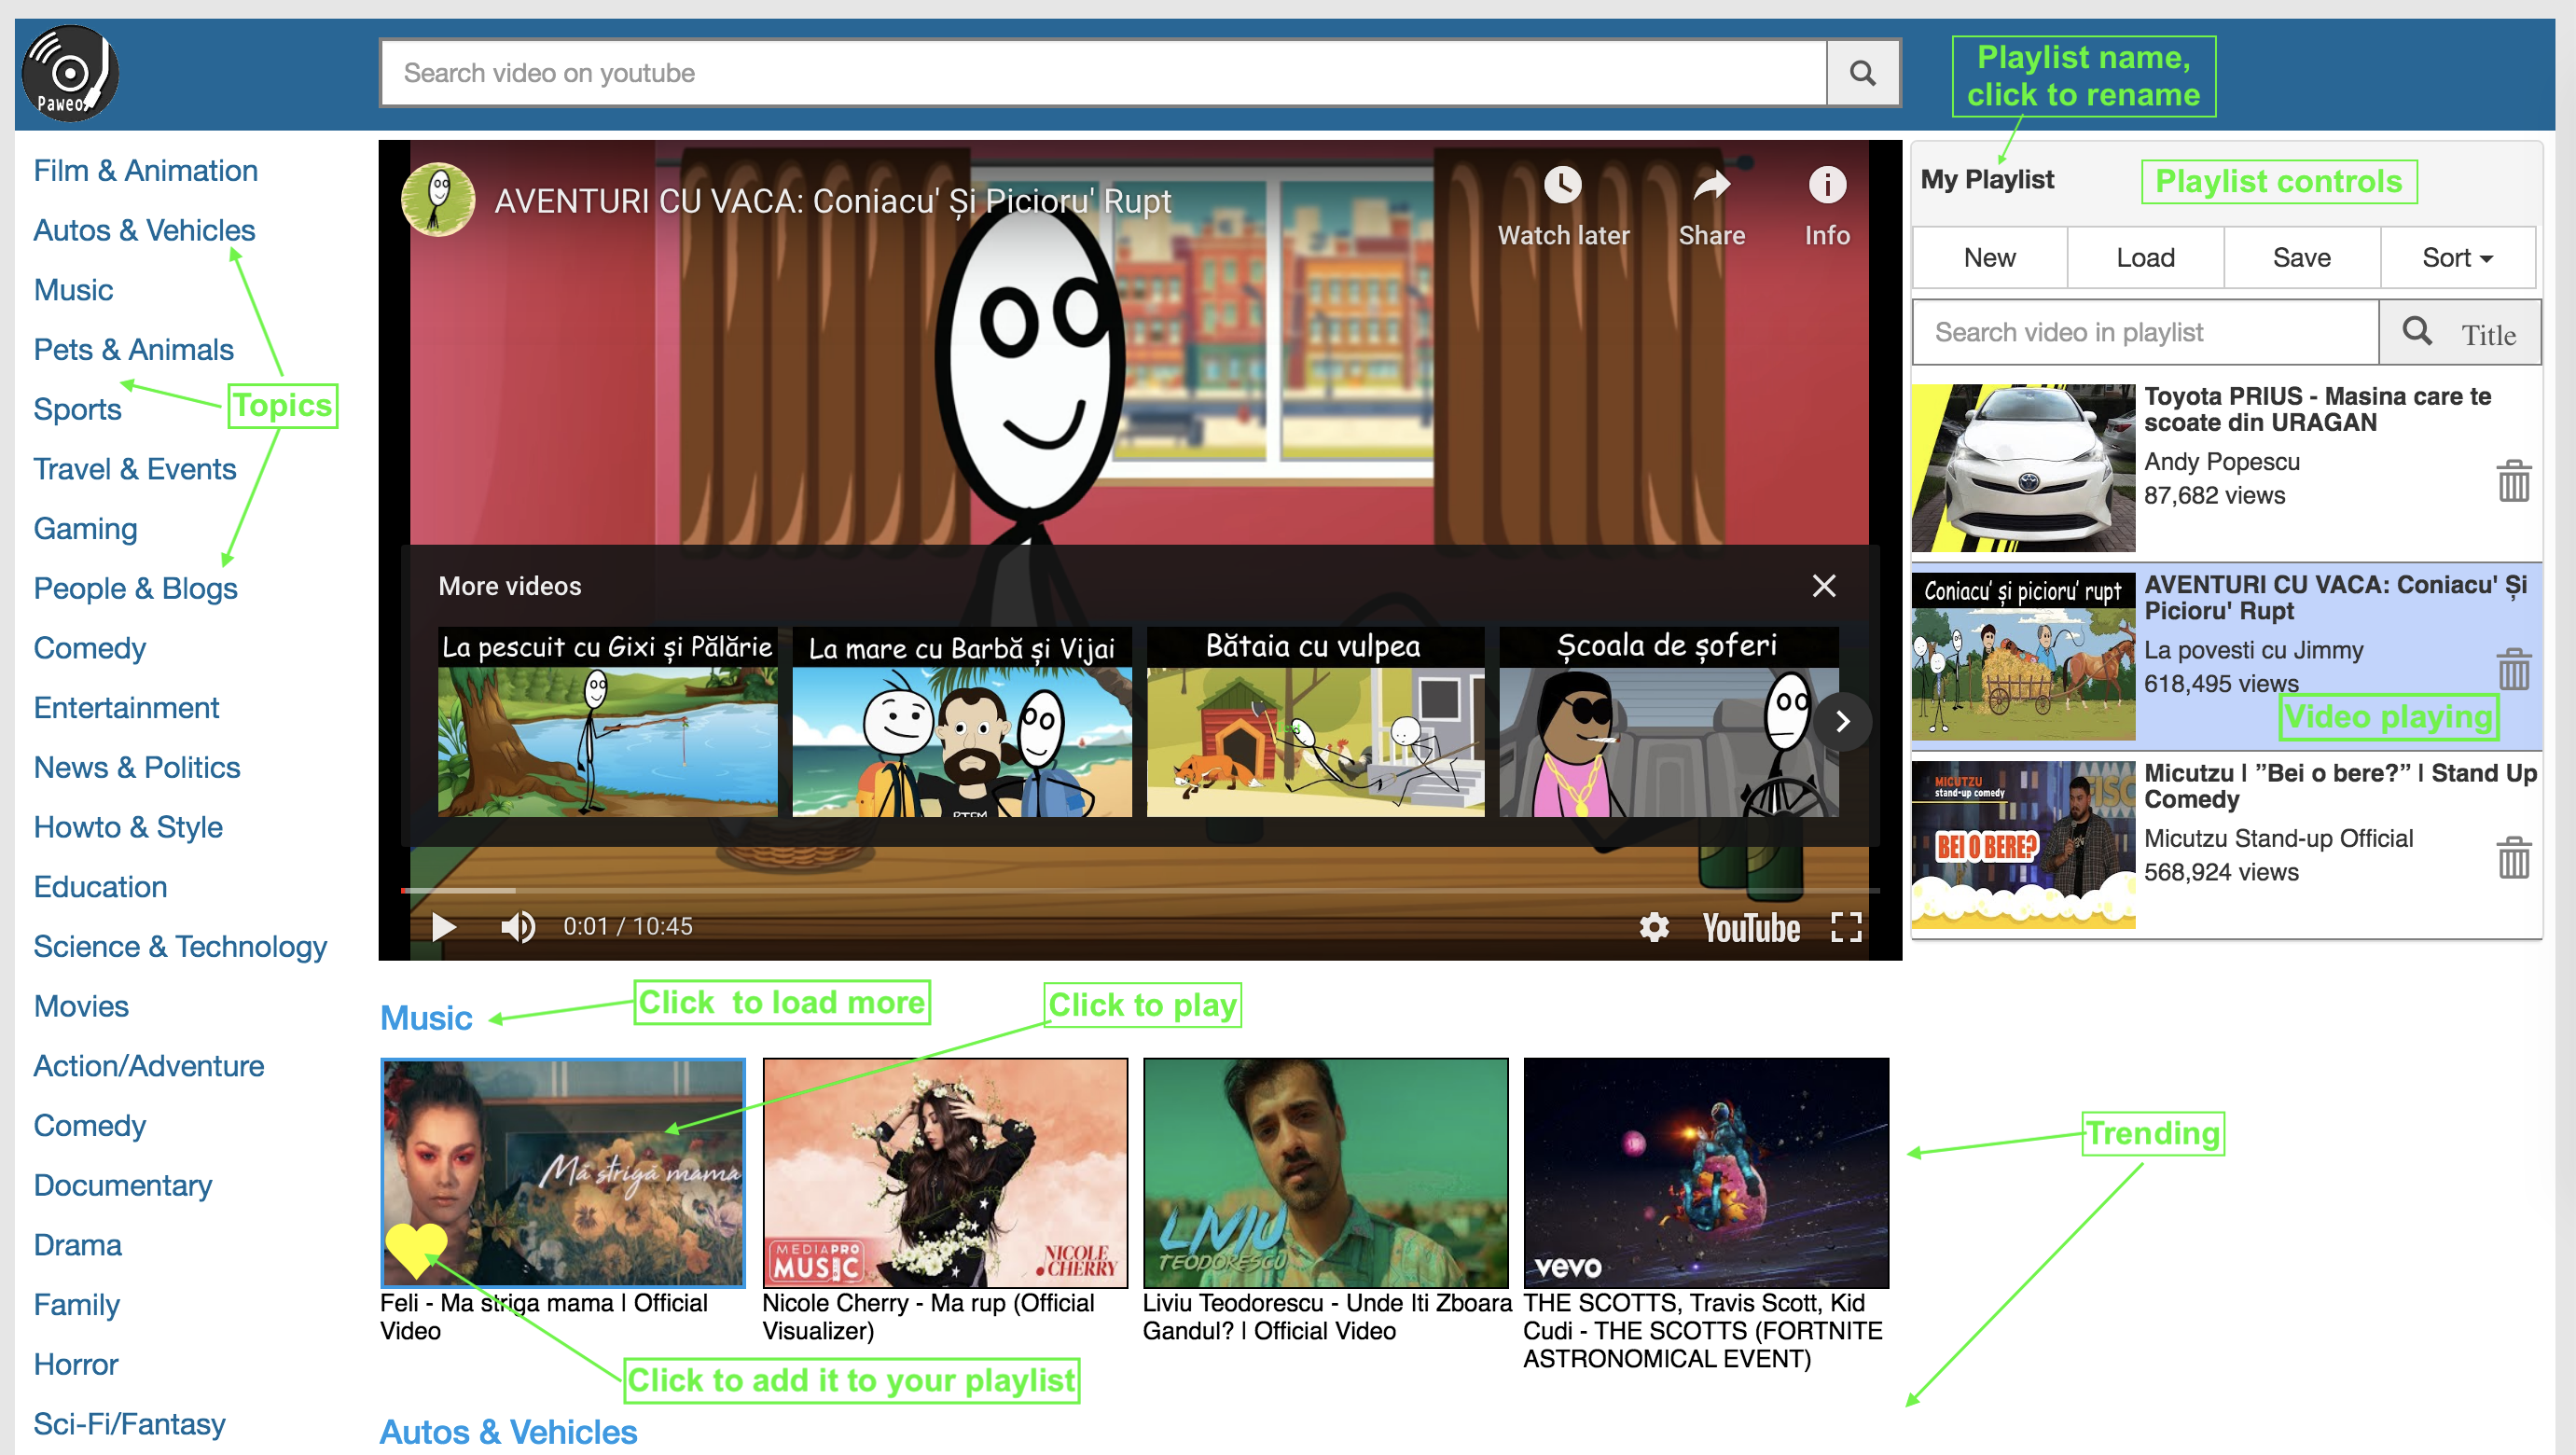 Paweo
Search video on youtube
Playlist name,
click to rename
Film & Animation
Autos & Vehicles
Music
Pets & Animals
Topics
Sports
Travel & Events
Gaming
People & Blogs
Comedy
Entertainment
News & Politics
Howto & Style
Education
Science & Technology
Movies
Action/Adventure
Comedy
Documentary
Drama
Family
Horror
Sci-Fi/Fantasy
AVENTURI CU VACA: Coniacu' Și Picioru' Rupt
Watch later
Share
Info
More videos
La pescuit cu Gixi și Pălărie
La mare cu Barbă și Vijai
Bătaia cu vulpea
Școala de șoferi
0:01 / 10:45
YouTube
My Playlist
Playlist controls
New
Load
Save
Sort
Search video in playlist
Title
Toyota PRIUS - Masina care te
scoate din URAGAN
Andy Popescu
87,682 views
Coniacu' și picioru' rupt
AVENTURI CU VACA: Coniacu' Și
Picioru' Rupt
La povesti cu Jimmy
618,495 views
Video playing
MICUTZU
stand-up comedy
BEI O BERE?
Micutzu | ”Bei o bere?” | Stand Up
Comedy
Micutzu Stand-up Official
568,924 views
Music
Click to load more
Click to play
Mă strigă mama
Feli - Ma striga mama | Official
Video
MEDIAPRO
MUSIC
NICOLE
CHERRY
Nicole Cherry - Ma rup (Official
Visualizer)
LIVIU
TEODORESCU
Liviu Teodorescu - Unde Iti Zboara
Gandul? | Official Video
vevo
THE SCOTTS, Travis Scott, Kid
Cudi - THE SCOTTS (FORTNITE
ASTRONOMICAL EVENT)
Trending
Click to add it to your playlist
Autos & Vehicles